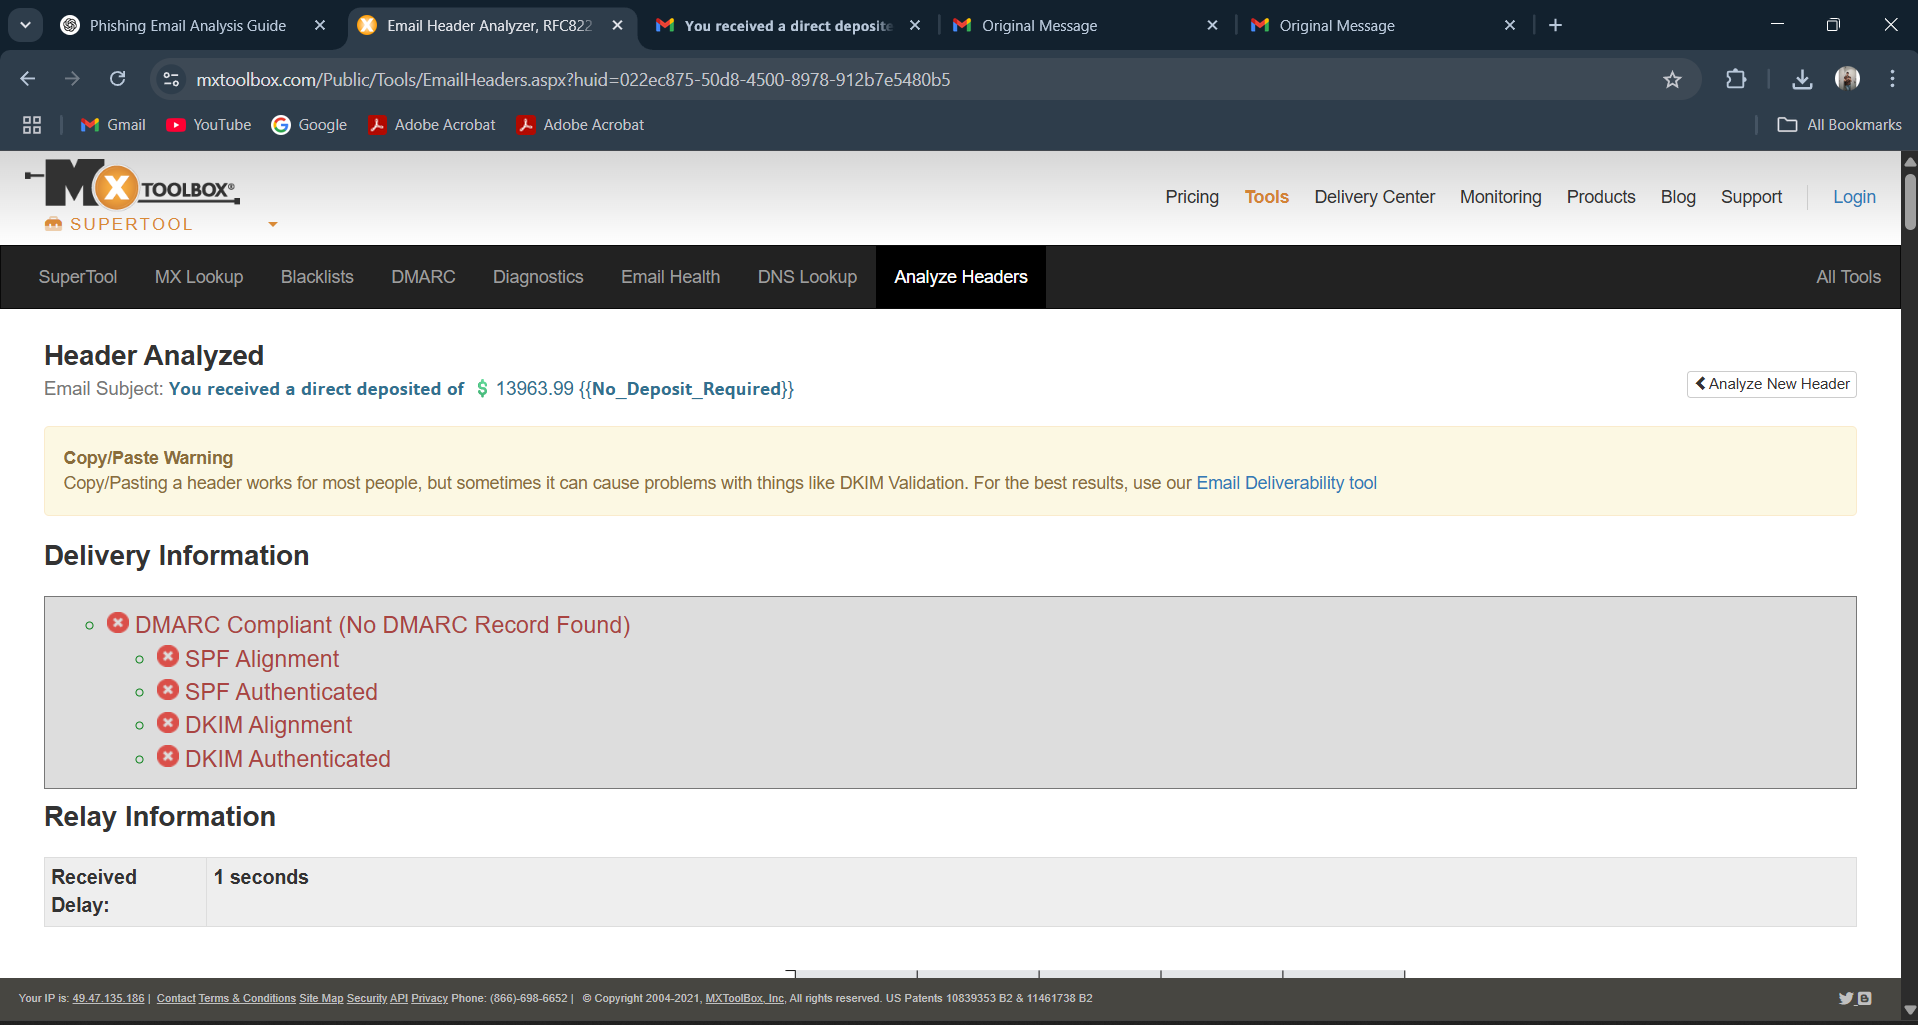 Phishing Email Analysis Guide
Email Header Analyzer, RFC822
You received a direct deposite
Original Message
Original Message
mxtoolbox.com/Public/Tools/EmailHeaders.aspx?huid=022ec875-50d8-4500-8978-912b7e5480b5
Gmail
YouTube
Google
Adobe Acrobat
Adobe Acrobat
All Bookmarks
MX TOOLBOX®
SUPERTOOL
Pricing
Tools
Delivery Center
Monitoring
Products
Blog
Support
Login
SuperTool
MX Lookup
Blacklists
DMARC
Diagnostics
Email Health
DNS Lookup
Analyze Headers
All Tools
Header Analyzed
Email Subject: You received a direct deposited of $ 13963.99 {{No_Deposit_Required}}
Analyze New Header
Copy/Paste Warning
Copy/Pasting a header works for most people, but sometimes it can cause problems with things like DKIM Validation. For the best results, use our Email Deliverability tool
Delivery Information
DMARC Compliant (No DMARC Record Found)
SPF Alignment
SPF Authenticated
DKIM Alignment
DKIM Authenticated
Relay Information
Received Delay:
1 seconds
Your IP is: 49.47.135.186 | Contact Terms & Conditions Site Map Security API Privacy Phone: (866)-698-6652 | © Copyright 2004-2021, MXToolBox, Inc, All rights reserved. US Patents 10839353 B2 & 11461738 B2